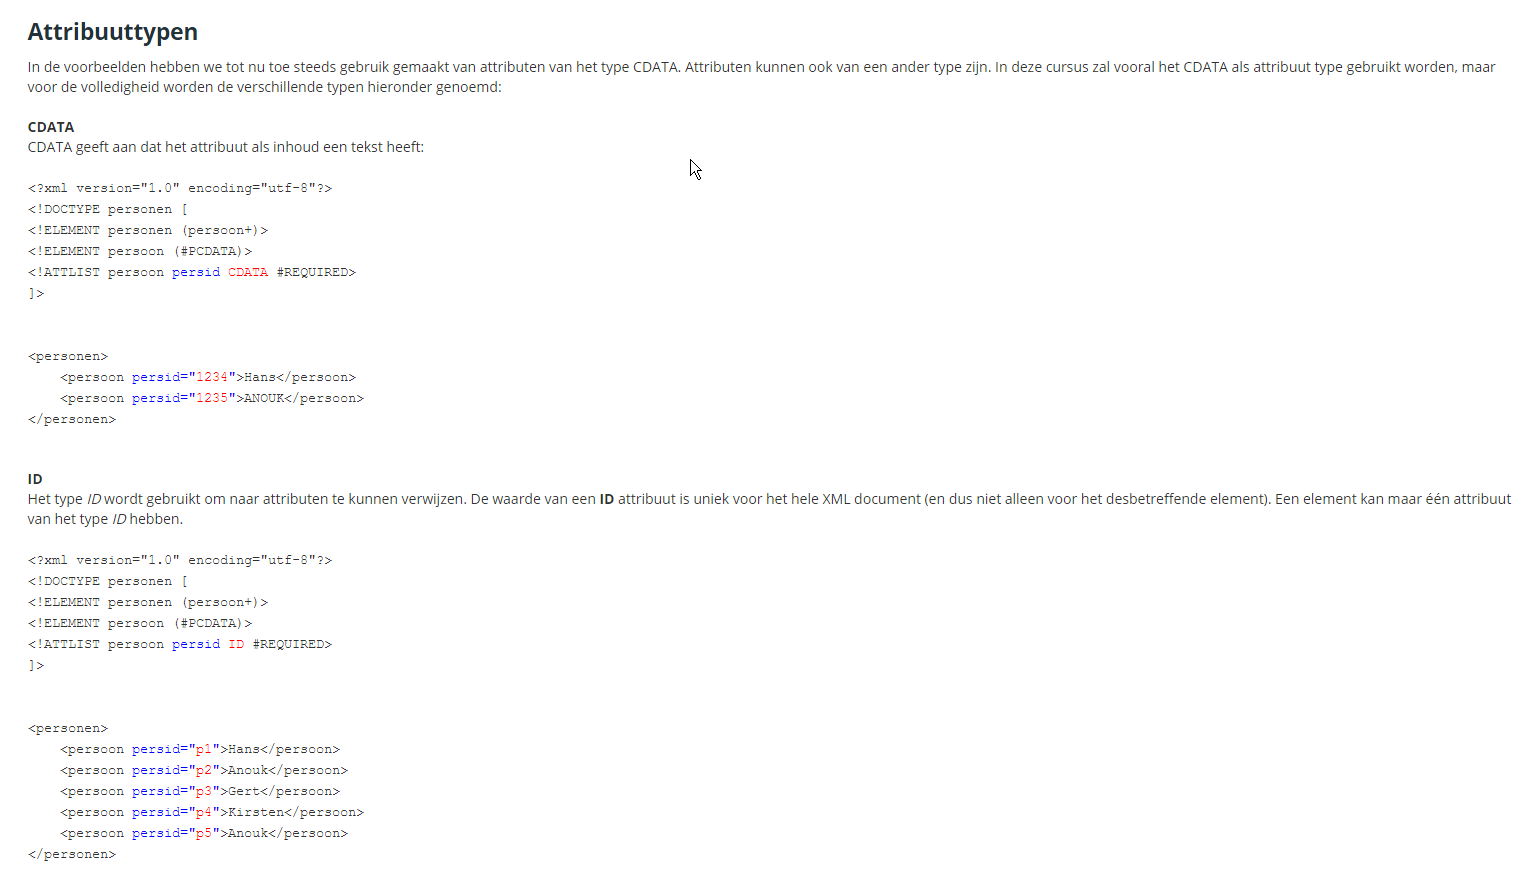 Attribuuttypen
In de voorbeelden hebben we tot nu toe steeds gebruik gemaakt van attributen van het type CDATA. Attributen kunnen ook van een ander type zijn. In deze cursus zal vooral het CDATA als attribuut type gebruikt worden, maar
voor de volledigheid worden de verschillende typen hieronder genoemd:
CDATA
CDATA geeft aan dat het attribuut als inhoud een tekst heeft:
<?xml version="1.0" encoding="utf-8"?>
<!DOCTYPE personen [
<!ELEMENT personen (persoon+)>
<!ELEMENT persoon (#PCDATA)>
<!ATTLIST persoon persid CDATA #REQUIRED>
]>
<personen>
    <persoon persid="1234">Hans</persoon>
    <persoon persid="1235">ANOUK</persoon>
</personen>
ID
Het type ID wordt gebruikt om naar attributen te kunnen verwijzen. De waarde van een ID attribuut is uniek voor het hele XML document (en dus niet alleen voor het desbetreffende element). Een element kan maar één attribuut
van het type ID hebben.
<?xml version="1.0" encoding="utf-8"?>
<!DOCTYPE personen [
<!ELEMENT personen (persoon+)>
<!ELEMENT persoon (#PCDATA)>
<!ATTLIST persoon persid ID #REQUIRED>
]>
<personen>
    <persoon persid="p1">Hans</persoon>
    <persoon persid="p2">Anouk</persoon>
    <persoon persid="p3">Gert</persoon>
    <persoon persid="p4">Kirsten</persoon>
    <persoon persid="p5">Anouk</persoon>
</personen>